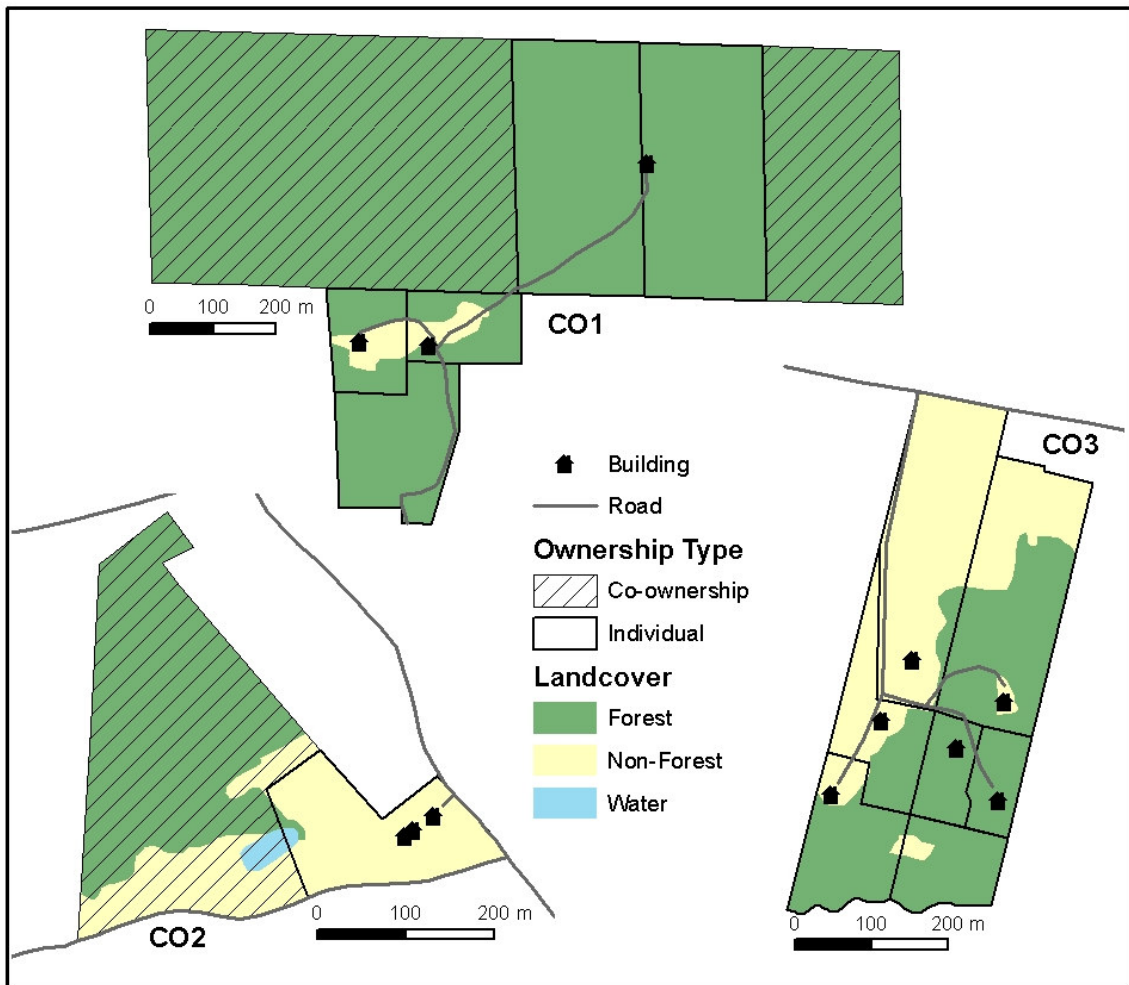 0 100 200 m
CO1
CO3
Building
Road
Ownership Type
Co-ownership
Individual
Landcover
Forest
Non-Forest
Water
CO2
0 100 200 m
0 100 200 m